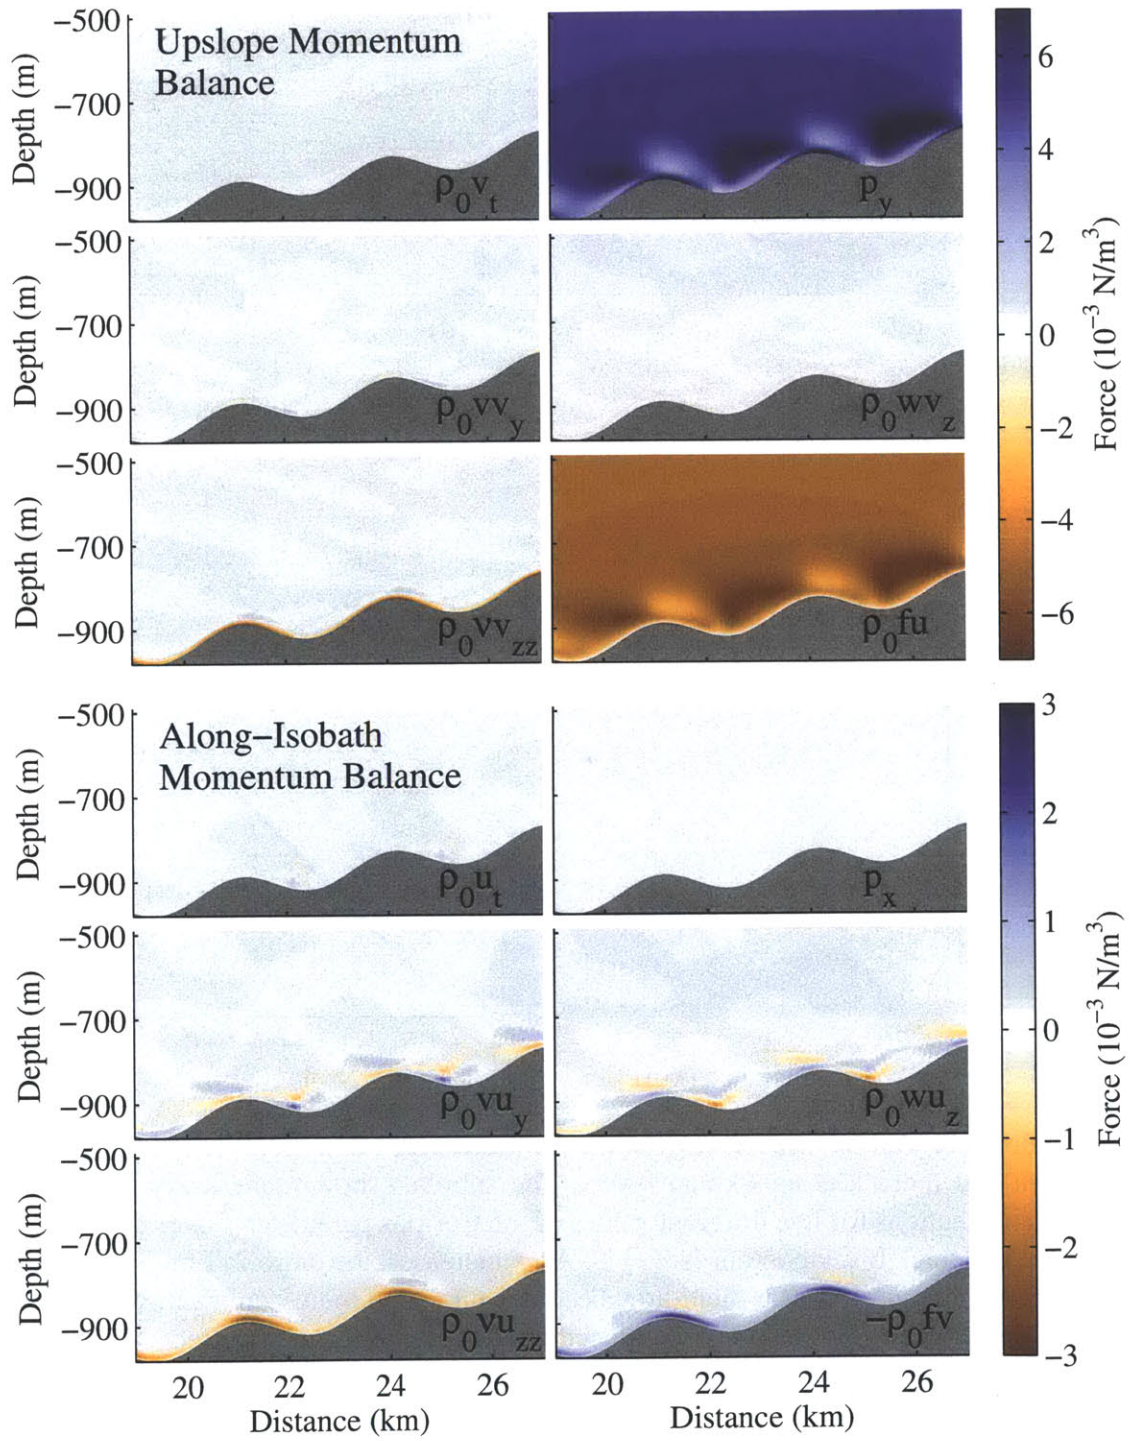 Upslope Momentum
Balance
Depth (m)
−500
−700
−900
ρ0vt
py
Depth (m)
−500
−700
−900
ρ0vvy
ρ0wvz
Depth (m)
−500
−700
−900
ρ0νvzz
ρ0fu
6
4
2
0
−2
−4
−6
Force (10−3 N/m3)
Along−Isobath
Momentum Balance
Depth (m)
−500
−700
−900
ρ0ut
px
Depth (m)
−500
−700
−900
ρ0vuy
ρ0wuz
Depth (m)
−500
−700
−900
ρ0νuzz
−ρ0fv
20 22 24 26
20 22 24 26
Distance (km)
Distance (km)
3
2
1
0
−1
−2
−3
Force (10−3 N/m3)